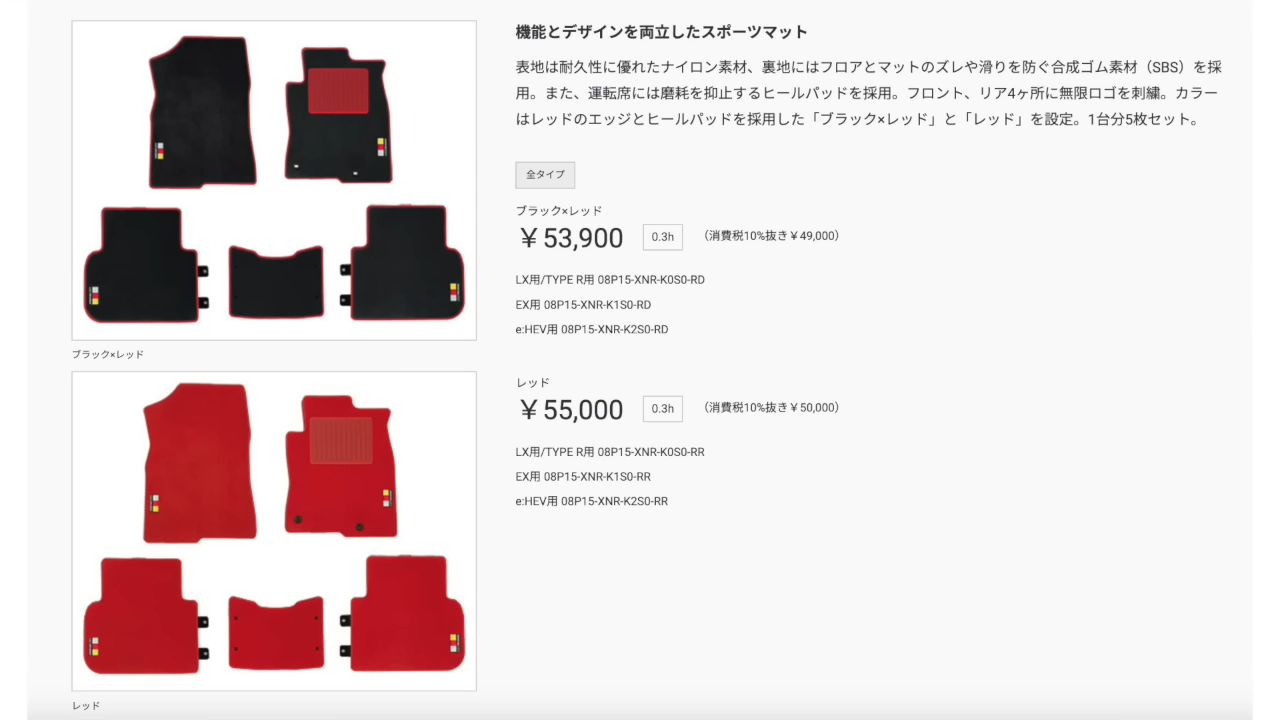 機能とデザインを両立したスポーツマット
表地は耐久性に優れたナイロン素材、裏地にはフロアとマットのズレや滑りを防ぐ合成ゴム素材（SBS）を採
用。また、運転席には磨耗を抑止するヒールパッドを採用。フロント、リア4ヶ所に無限ロゴを刺繍。カラー
はレッドのエッジとヒールパッドを採用した「ブラック×レッド」と「レッド」を設定。1台分5枚セット。
全タイプ
ブラック×レッド
￥53,900 0.3h （消費税10%抜き￥49,000）
LX用/TYPE R用 08P15-XNR-K0S0-RD
EX用 08P15-XNR-K1S0-RD
e:HEV用 08P15-XNR-K2S0-RD
ブラック×レッド
レッド
￥55,000 0.3h （消費税10%抜き￥50,000）
LX用/TYPE R用 08P15-XNR-K0S0-RR
EX用 08P15-XNR-K1S0-RR
e:HEV用 08P15-XNR-K2S0-RR
レッド